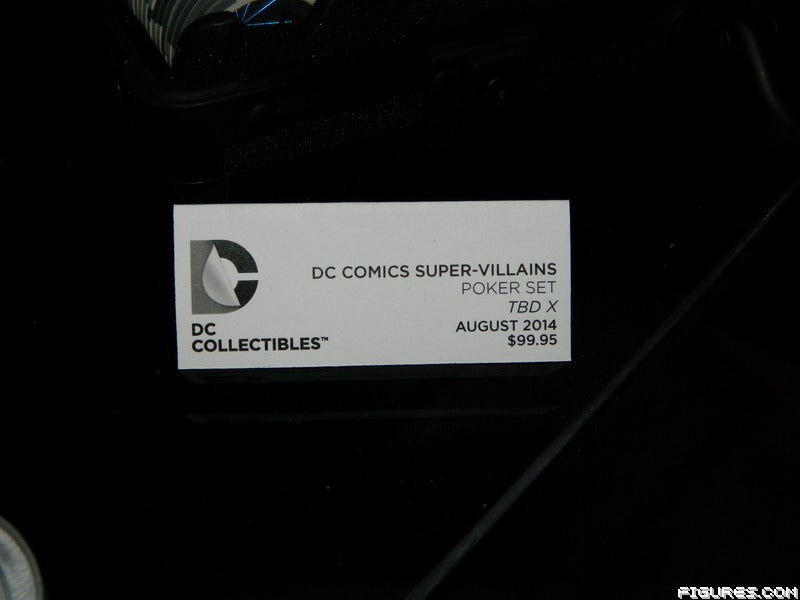 DC COMICS SUPER-VILLAINS
POKER SET
TBD X
AUGUST 2014
$99.95
DC
COLLECTIBLES™
FIGURES.COM